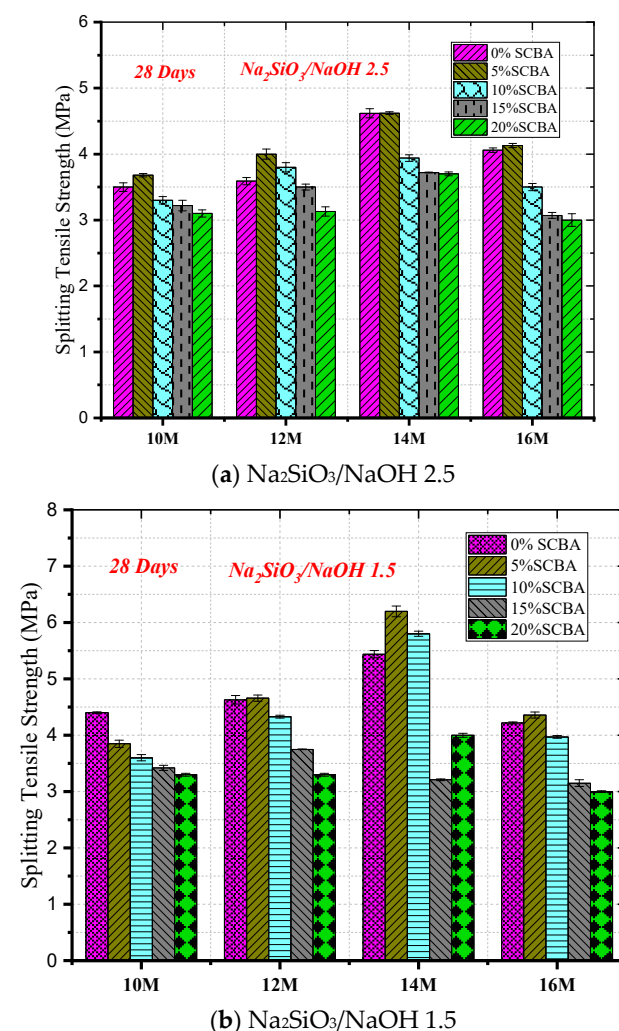 6
5
4
3
2
1
0
Splitting Tensile Strength (MPa)
28 Days
Na₂SiO₃/NaOH 2.5
0% SCBA
5%SCBA
10%SCBA
15%SCBA
20%SCBA
10M 12M 14M 16M
(a) Na₂SiO₃/NaOH 2.5
8
7
6
5
4
3
2
1
0
Splitting Tensile Strength (MPa)
28 Days
Na₂SiO₃/NaOH 1.5
0% SCBA
5%SCBA
10%SCBA
15%SCBA
20%SCBA
10M 12M 14M 16M
(b) Na₂SiO₃/NaOH 1.5